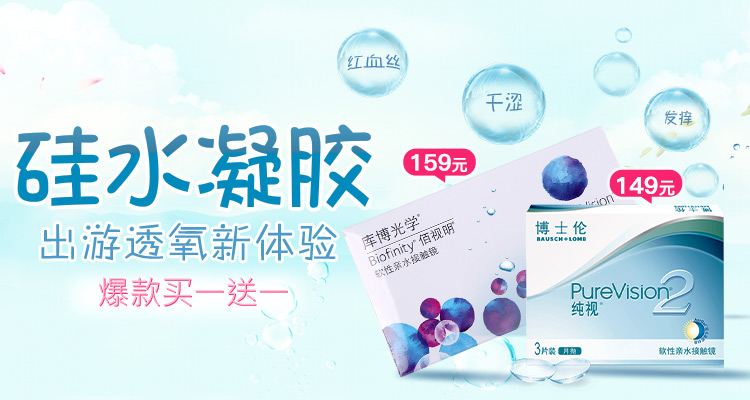 红血丝
干涩
发痒
硅水凝胶
出游透氧新体验
爆款买一送一
159元
149元
库博光学®
Biofinity® 佰视明®
软性亲水接触镜
博士伦
BAUSCH+LOMB
PureVision®2
纯视®
3片装 月抛
软性亲水接触镜